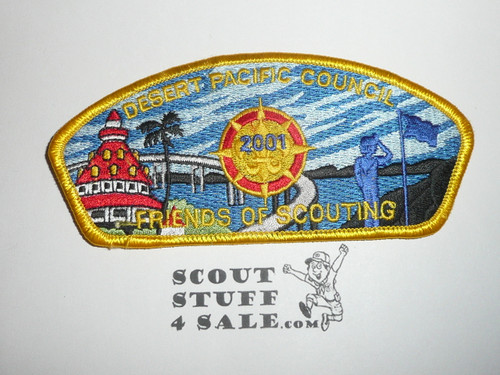 DESERT PACIFIC COUNCIL
2001
FRIENDS OF SCOUTING
SCOUT
STUFF
4 SALE.com